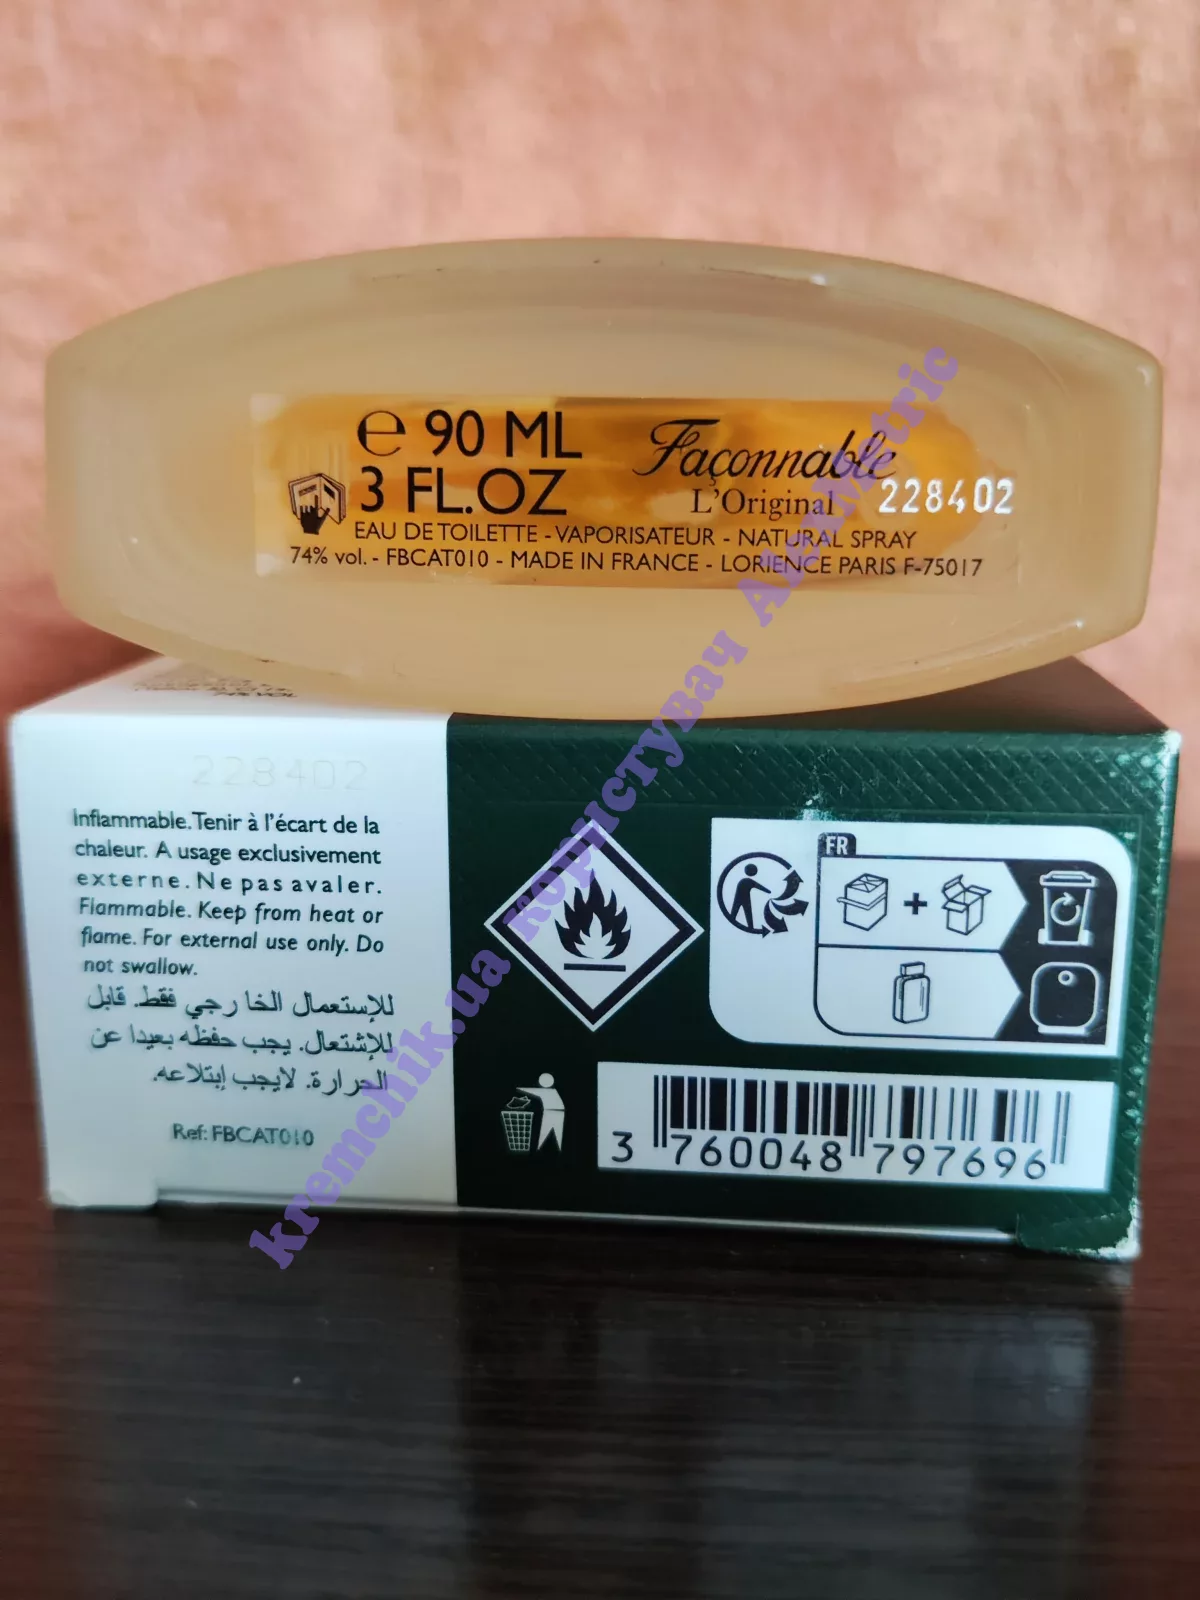 ℮ 90 ML
3 FL.OZ
Façonnable
L'Original
228402
EAU DE TOILETTE - VAPORISATEUR - NATURAL SPRAY
74% vol. - FBCAT010 - MADE IN FRANCE - LORIENCE PARIS F-75017
74% VOL
228402
Inflammable. Tenir à l'écart de la
chaleur. A usage exclusivement
externe. Ne pas avaler.
Flammable. Keep from heat or
flame. For external use only. Do
not swallow.
للإستعمال الخارجي فقط. قابل
للإشتعال. يجب حفظه بعيدا عن
الحرارة. لايجب إبتلاعه.
Ref: FBCAT010
FR
+
3 760048 797696
kremchik.ua користувач AlexMetric